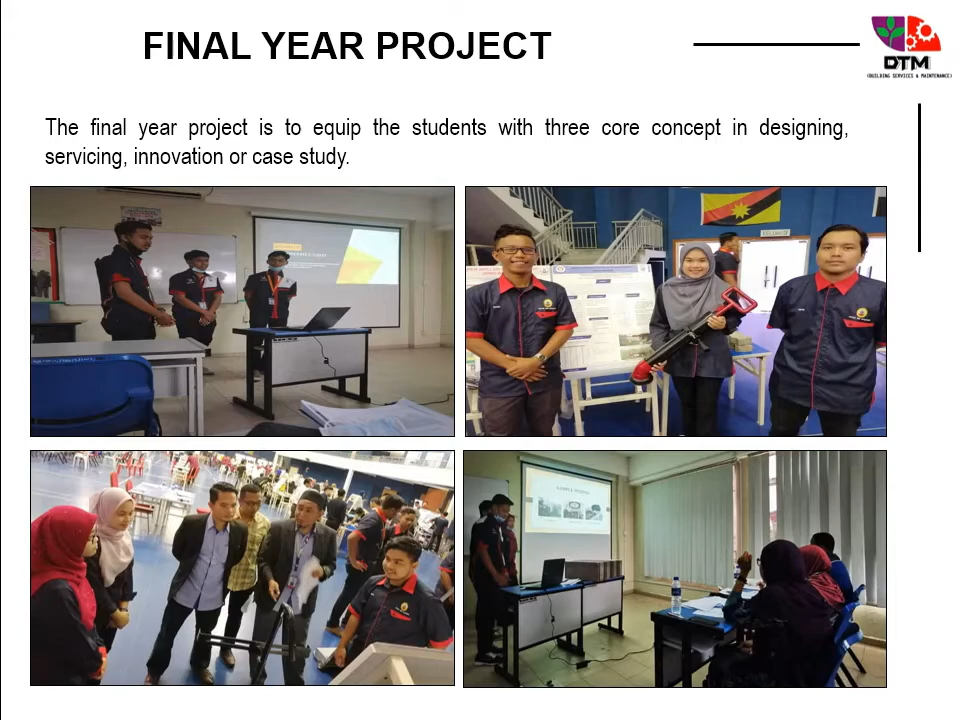 FINAL YEAR PROJECT
DTM
(BUILDING SERVICES & MAINTENANCE)
The final year project is to equip the students with three core concept in designing,
servicing, innovation or case study.